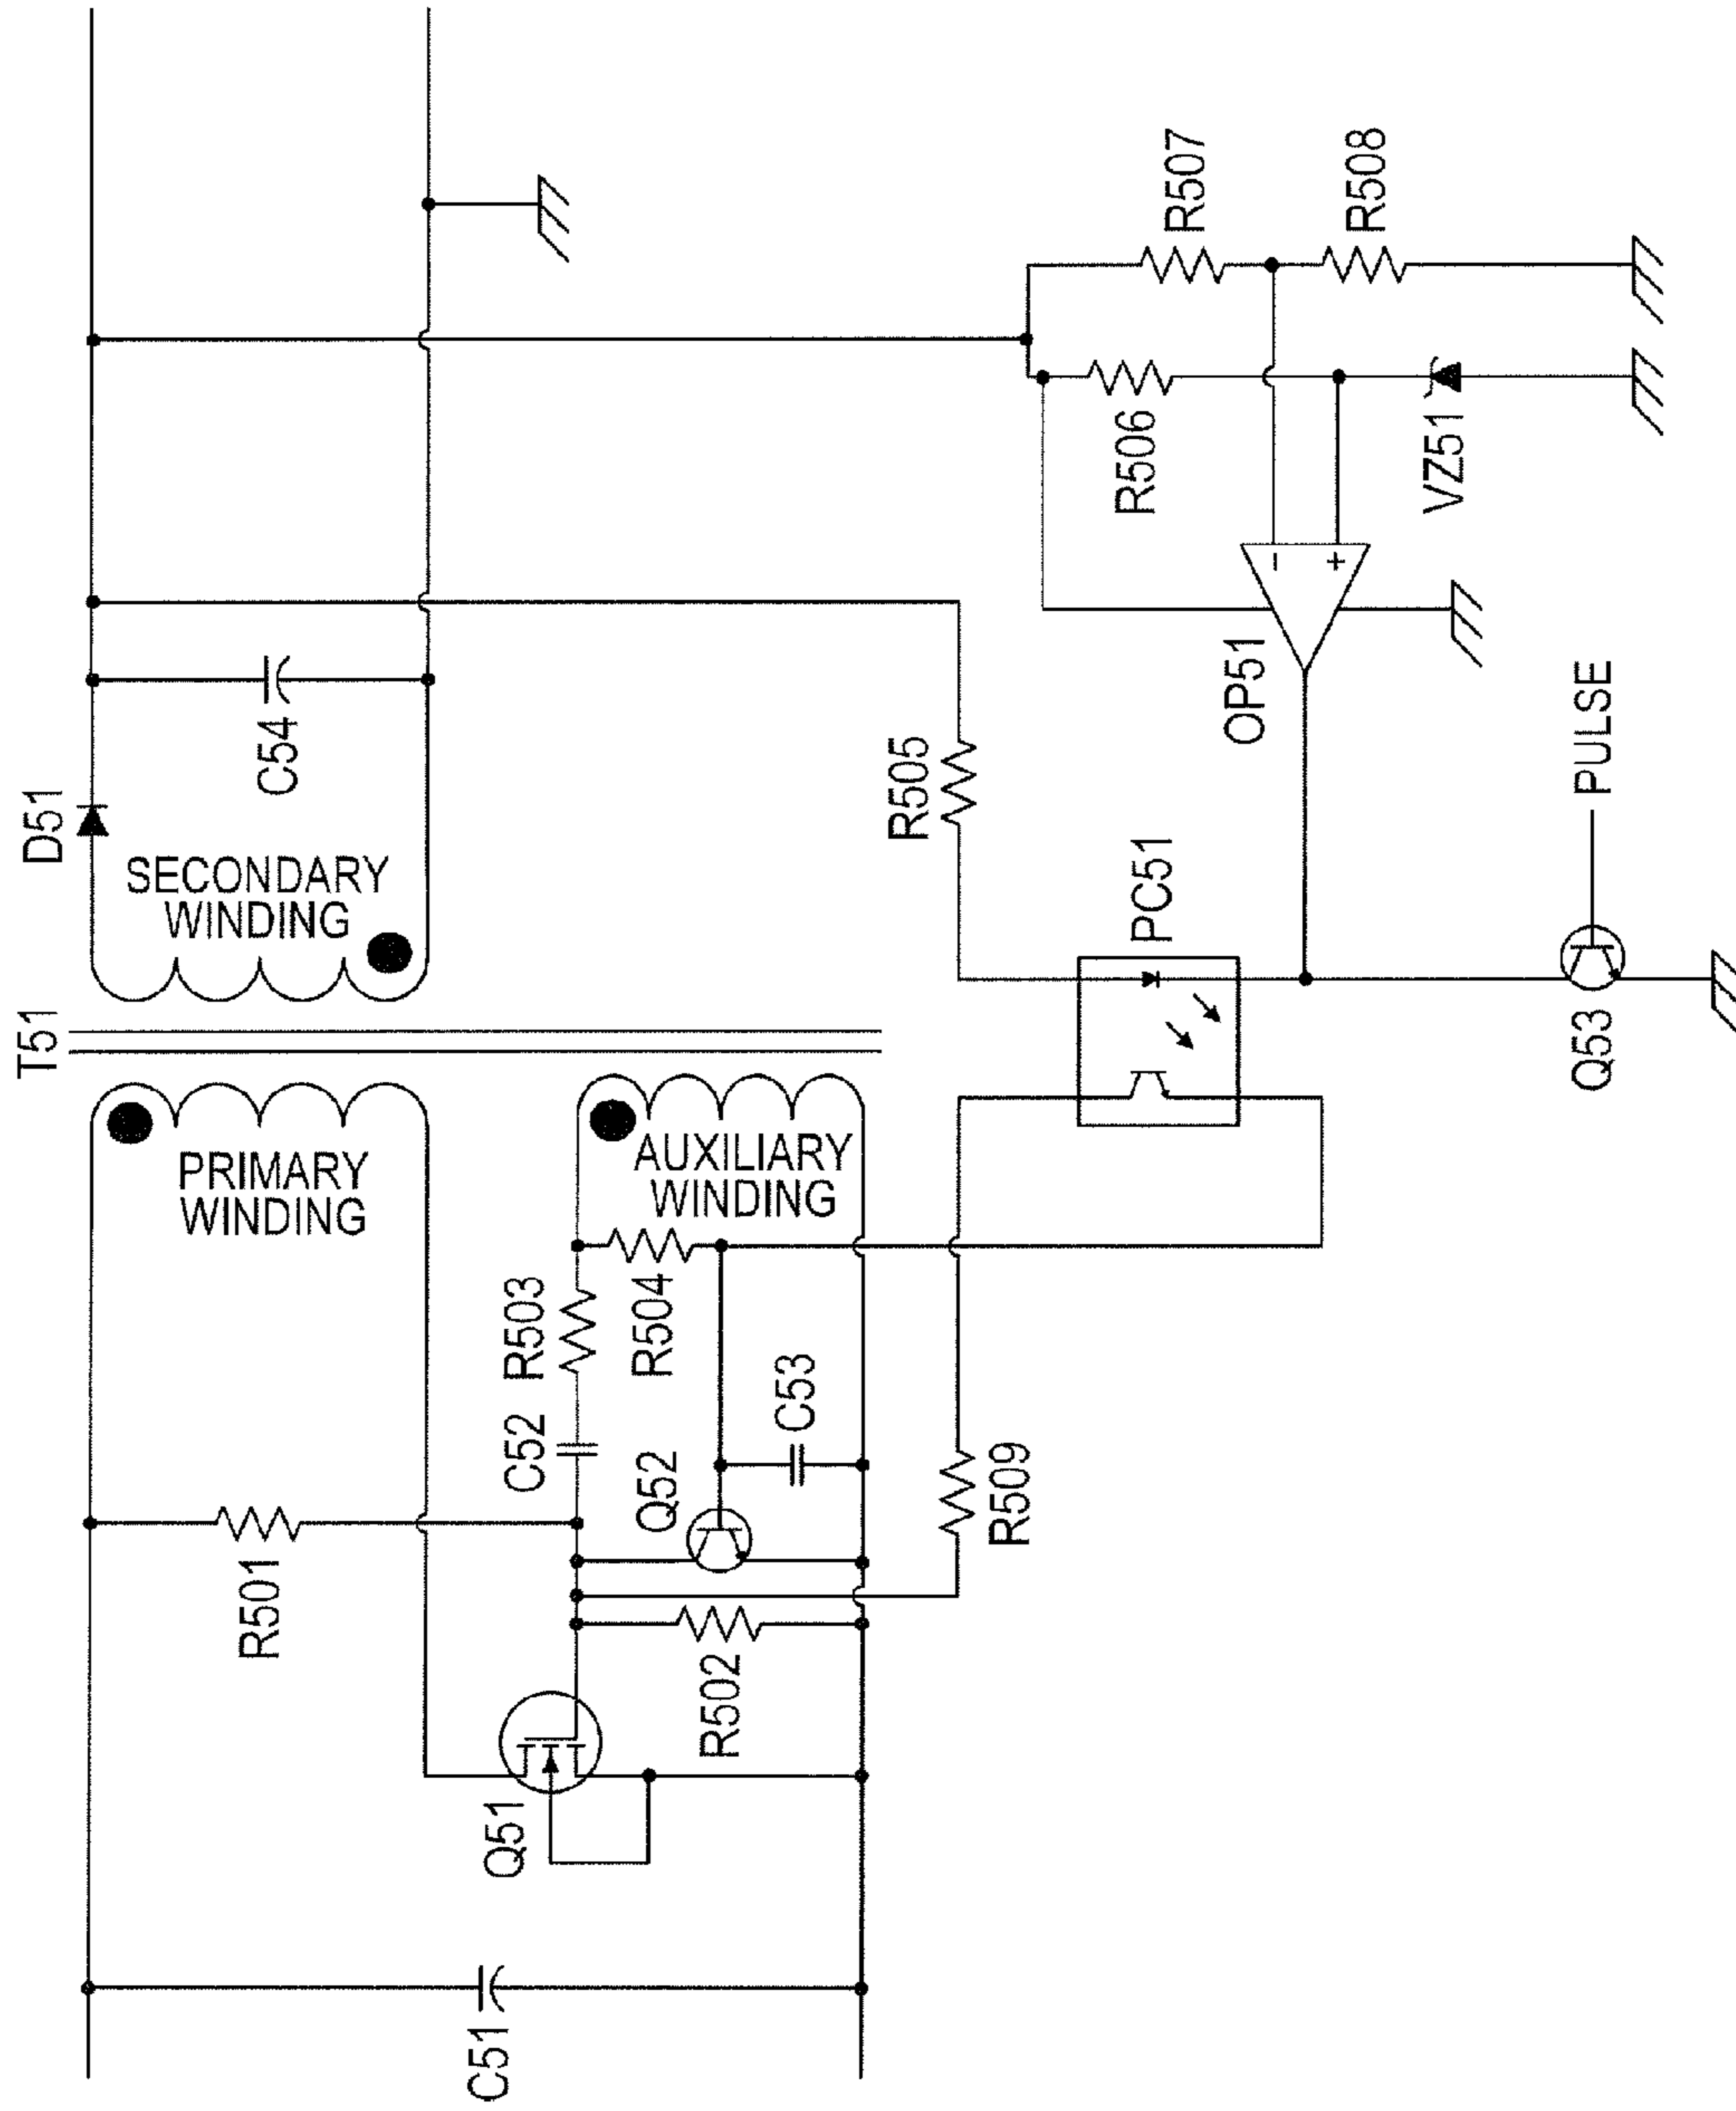 T51
D51
SECONDARY
WINDING
C54
PRIMARY
WINDING
R501
C51
Q51
R502
Q52
C52
R503
R504
C53
AUXILIARY
WINDING
R509
R505
PC51
OP51
-
+
R506
R507
R508
VZ51
Q53
PULSE